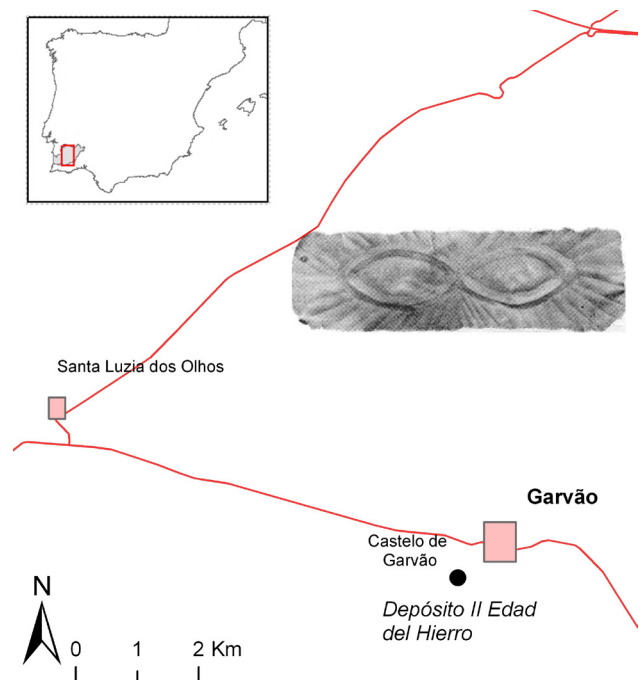 Santa Luzia dos Olhos
Garvão
Castelo de
Garvão
Depósito II Edad
del Hierro
N
0 1 2 Km